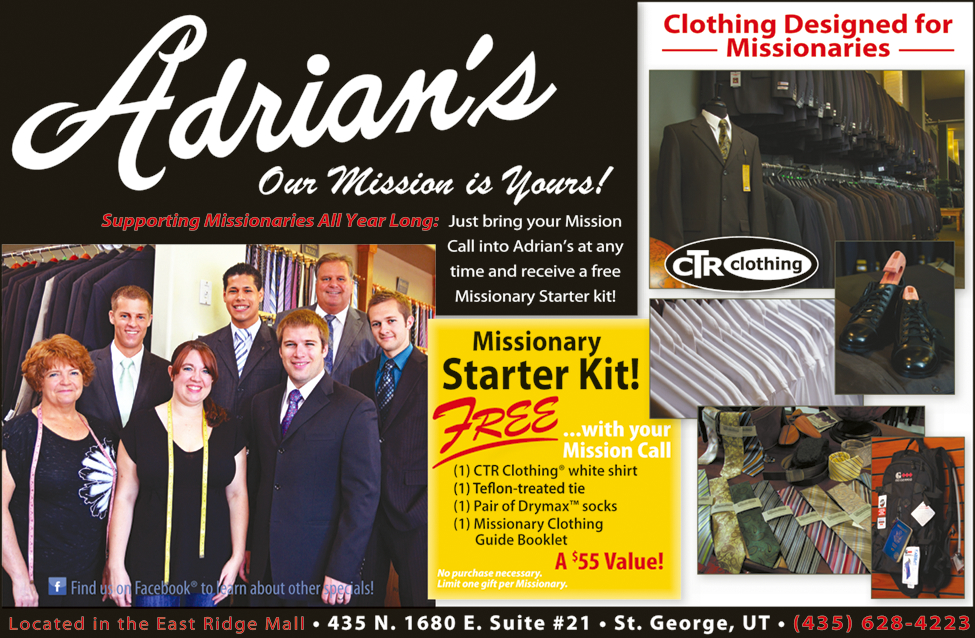 Adrian's
Our Mission is Yours!
Supporting Missionaries All Year Long:
Just bring your Mission
Call into Adrian's at any
time and receive a free
Missionary Starter kit!
Clothing Designed for
Missionaries
CTR clothing
Missionary
Starter Kit!
FREE
...with your
Mission Call
(1) CTR Clothing® white shirt
(1) Teflon-treated tie
(1) Pair of Drymax™ socks
(1) Missionary Clothing
Guide Booklet
A $55 Value!
No purchase necessary.
Limit one gift per Missionary.
f Find us on Facebook® to learn about other specials!
Located in the East Ridge Mall • 435 N. 1680 E. Suite #21 • St. George, UT • (435) 628-4223